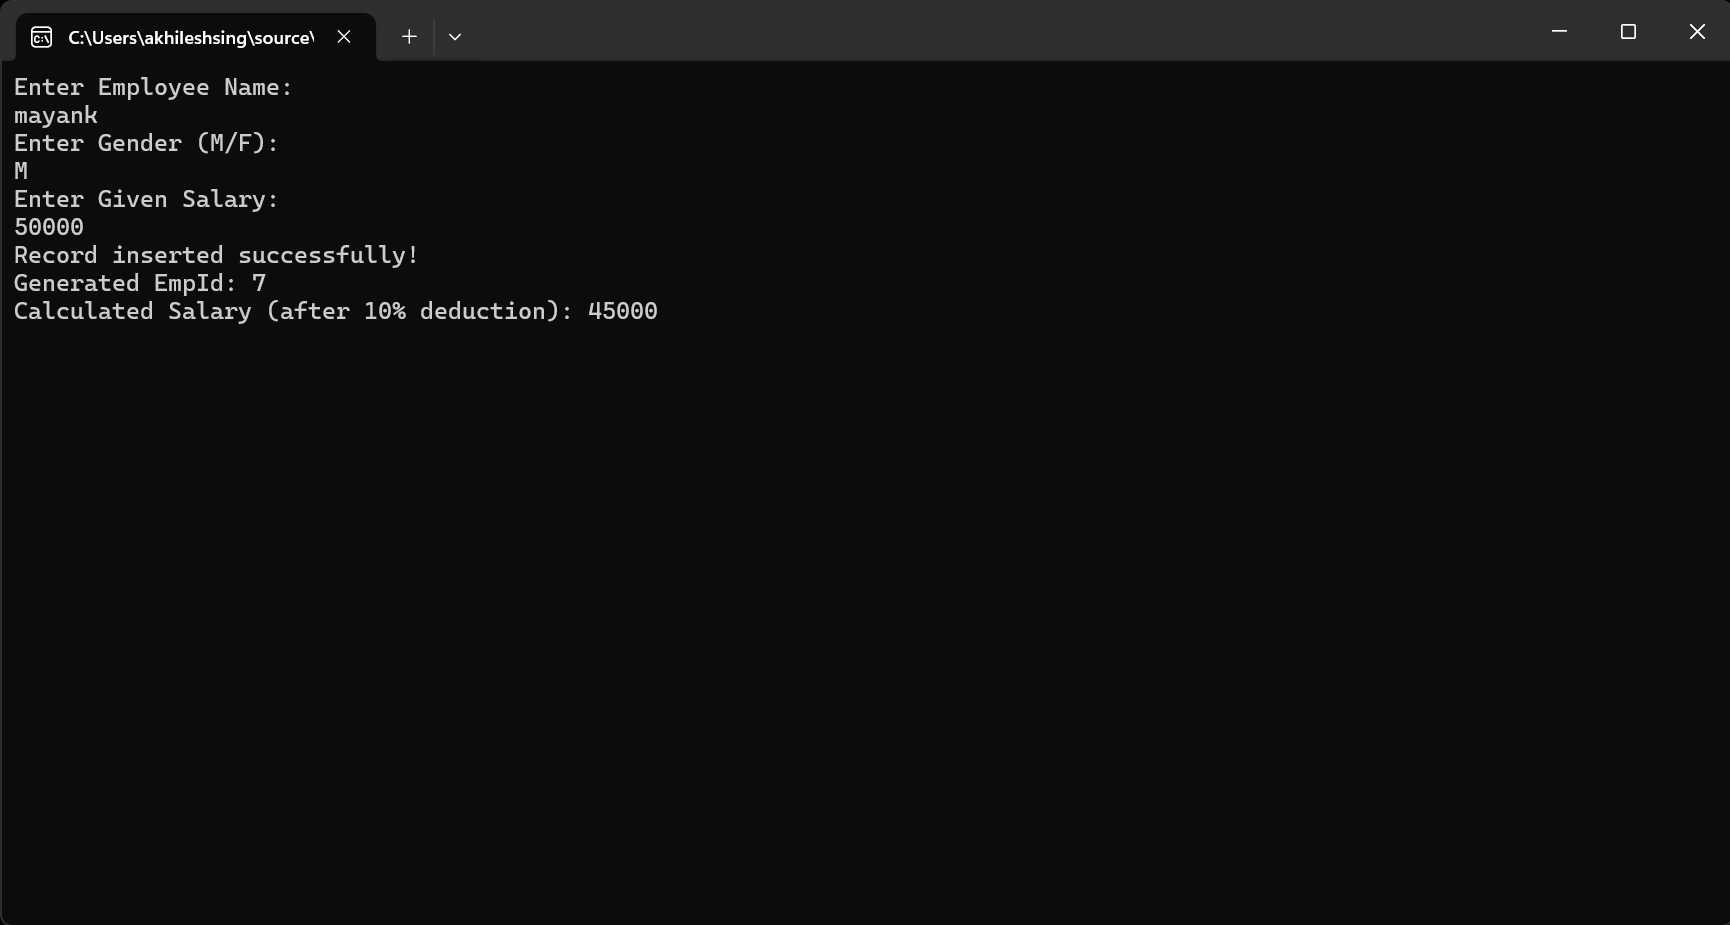 C:\Users\akhileshsing\source\
Enter Employee Name:
mayank
Enter Gender (M/F):
M
Enter Given Salary:
50000
Record inserted successfully!
Generated EmpId: 7
Calculated Salary (after 10% deduction): 45000